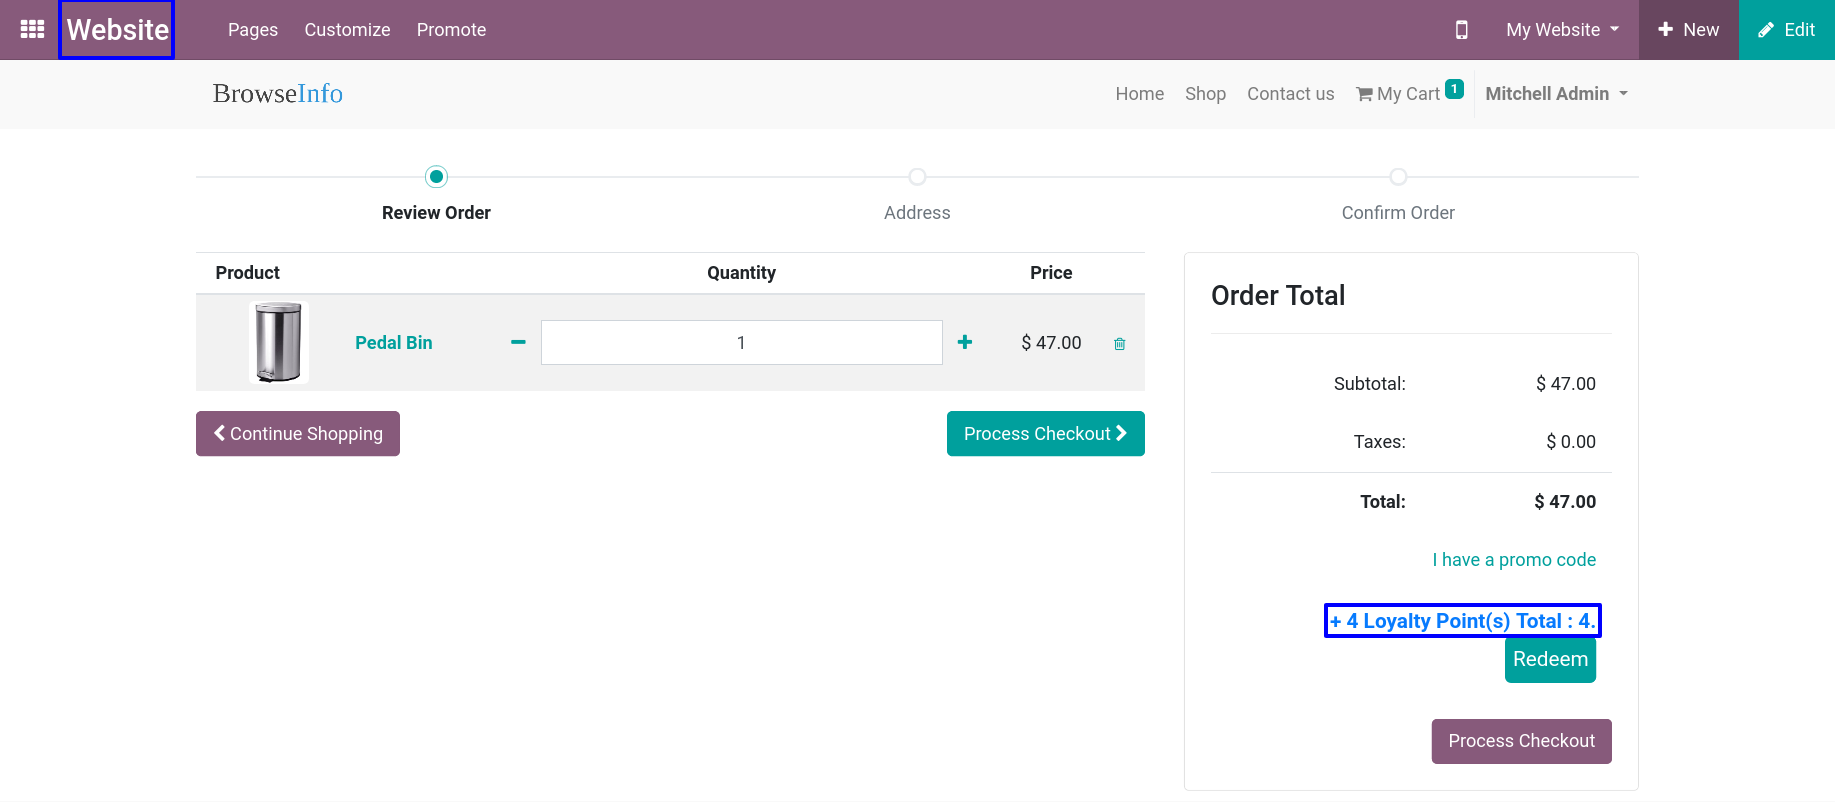 Website
Pages Customize Promote
My Website
New
Edit
BrowseInfo
Home Shop Contact us My Cart 1 Mitchell Admin
Review Order
Address
Confirm Order
Product Quantity Price
Pedal Bin 1 $ 47.00
Continue Shopping
Process Checkout
Order Total
Subtotal: $ 47.00
Taxes: $ 0.00
Total: $ 47.00
I have a promo code
+ 4 Loyalty Point(s) Total : 4.
Redeem
Process Checkout